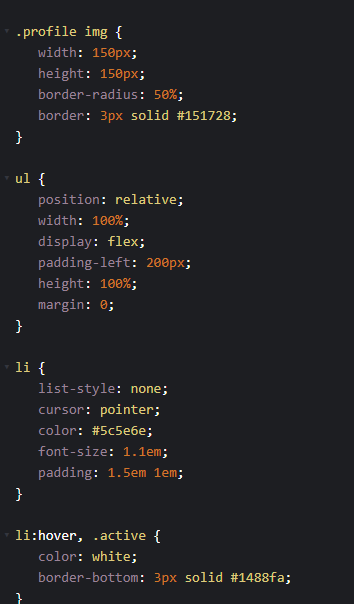 .profile img {
width: 150px;
height: 150px;
border-radius: 50%;
border: 3px solid #151728;
}
ul {
position: relative;
width: 100%;
display: flex;
padding-left: 200px;
height: 100%;
margin: 0;
}
li {
list-style: none;
cursor: pointer;
color: #5c5e6e;
font-size: 1.1em;
padding: 1.5em 1em;
}
li:hover, .active {
color: white;
border-bottom: 3px solid #1488fa;
}